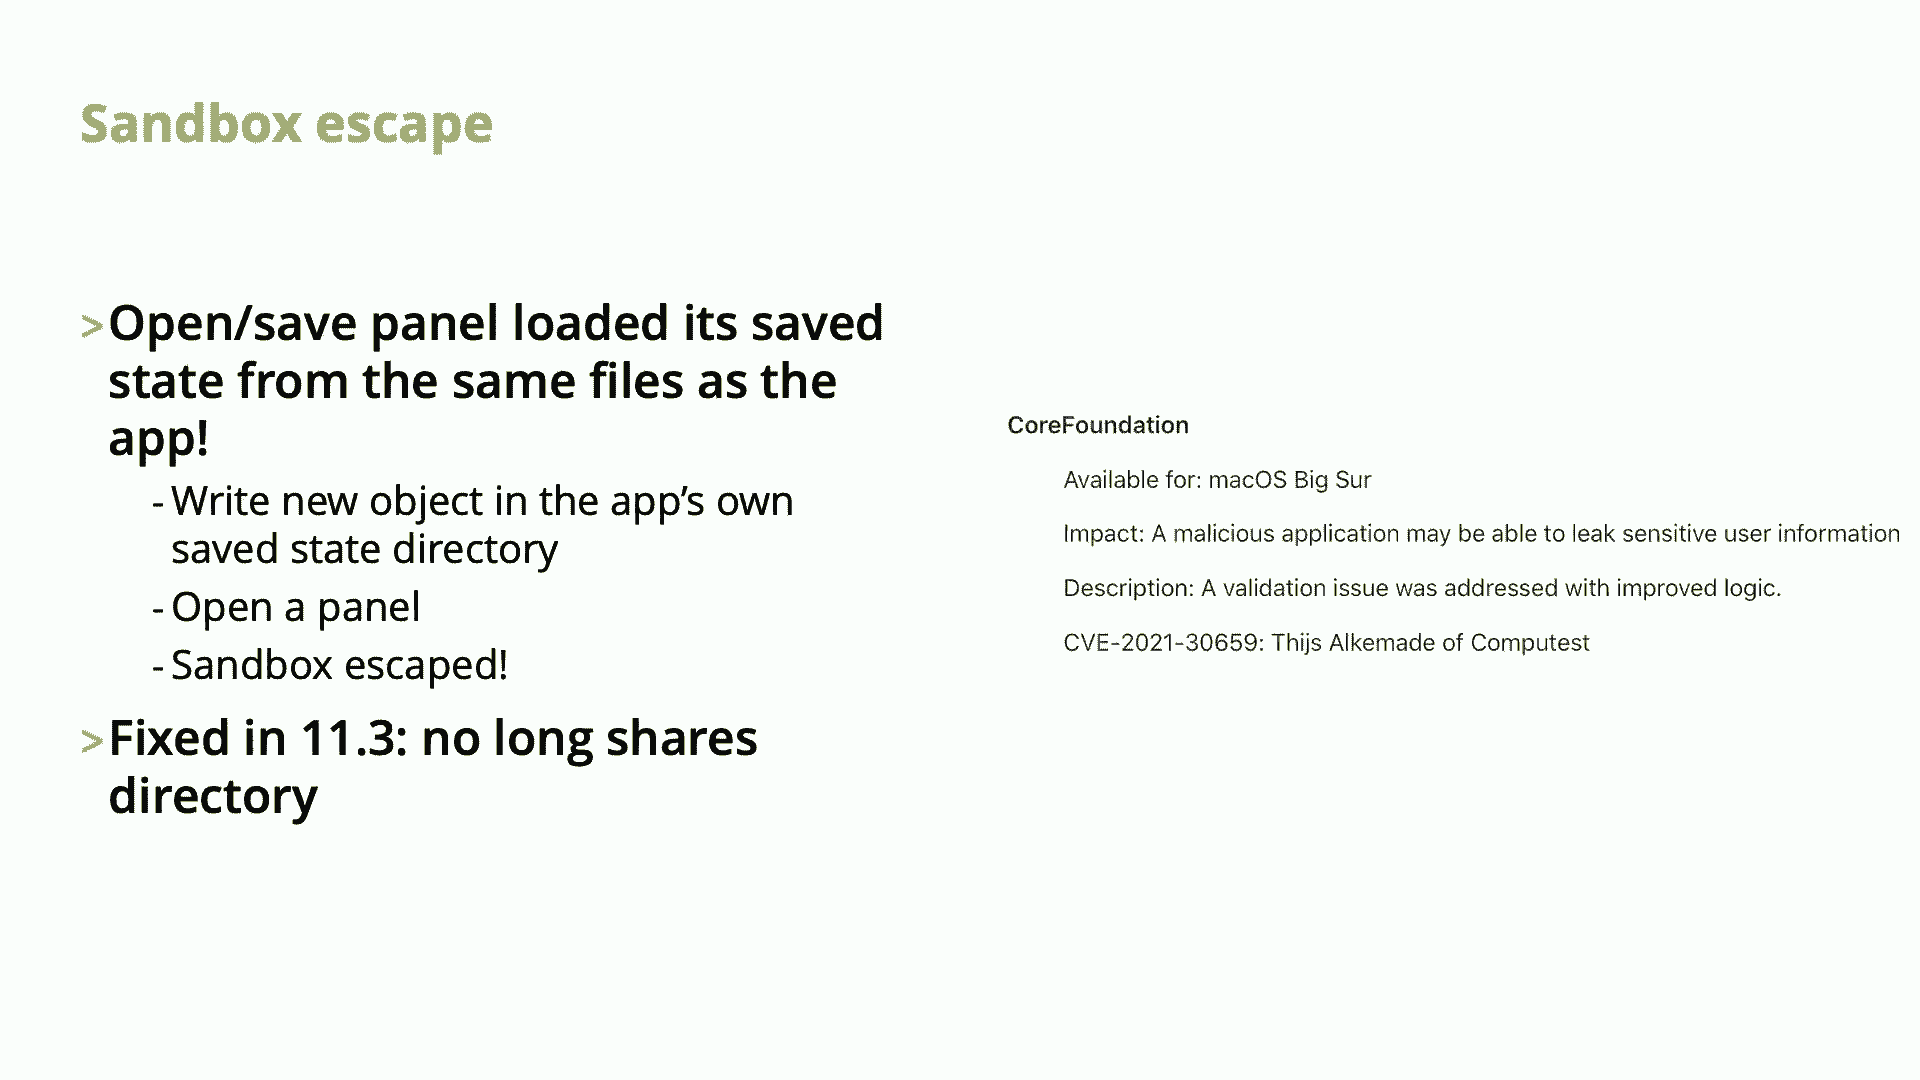 Sandbox escape
> Open/save panel loaded its saved
state from the same files as the
app!
- Write new object in the app’s own
saved state directory
- Open a panel
- Sandbox escaped!
> Fixed in 11.3: no long shares
directory
CoreFoundation
Available for: macOS Big Sur
Impact: A malicious application may be able to leak sensitive user information
Description: A validation issue was addressed with improved logic.
CVE-2021-30659: Thijs Alkemade of Computest